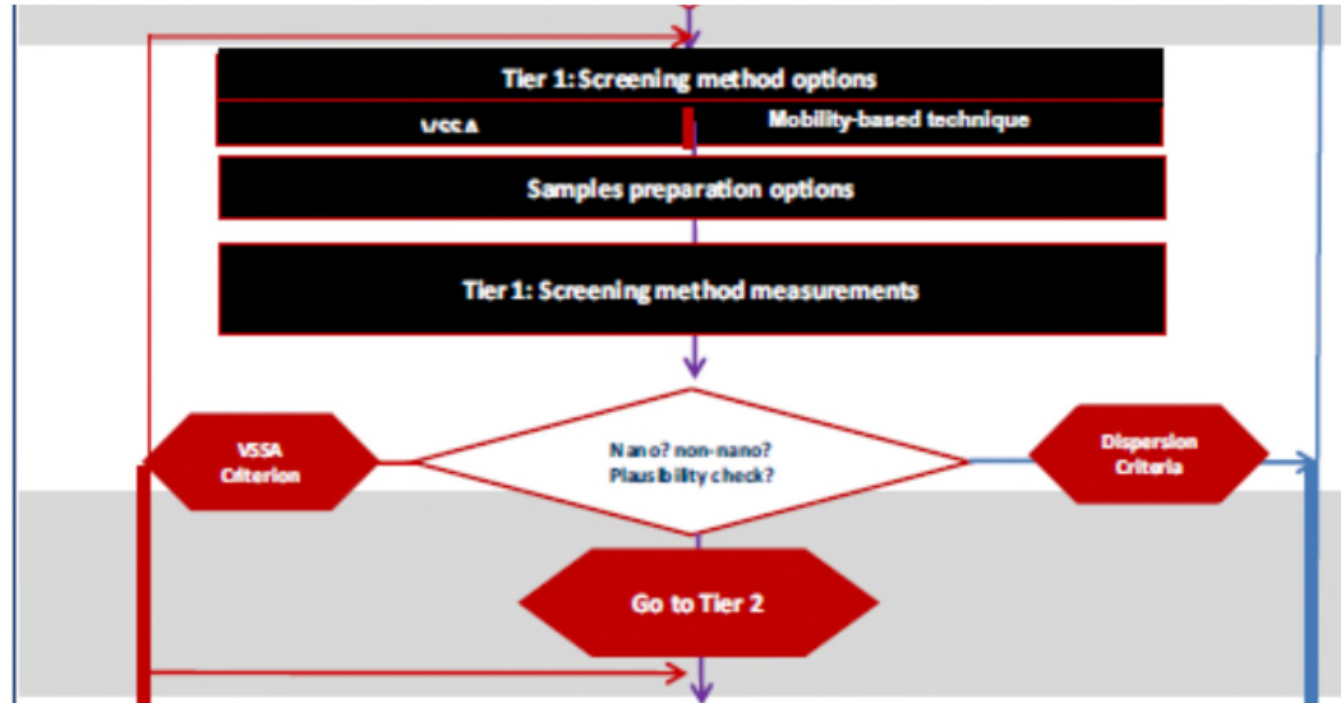 Tier 1: Screening method options
VSSA
Mobility-based technique
Samples preparation options
Tier 1: Screening method measurements
VSSA
Criterion
Nano? non-nano?
Plausibility check?
Dispersion
Criteria
Go to Tier 2